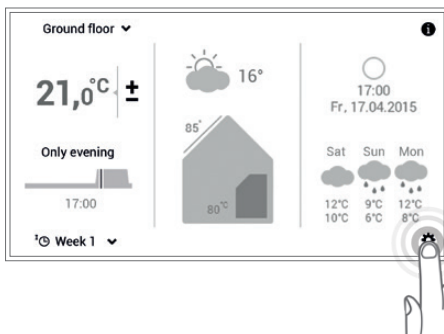 Ground floor
21,0°C ±
Only evening
17:00
Week 1
16°
85°
80°C
17:00
Fr, 17.04.2015
Sat Sun Mon
12°C 9°C 12°C
10°C 6°C 8°C